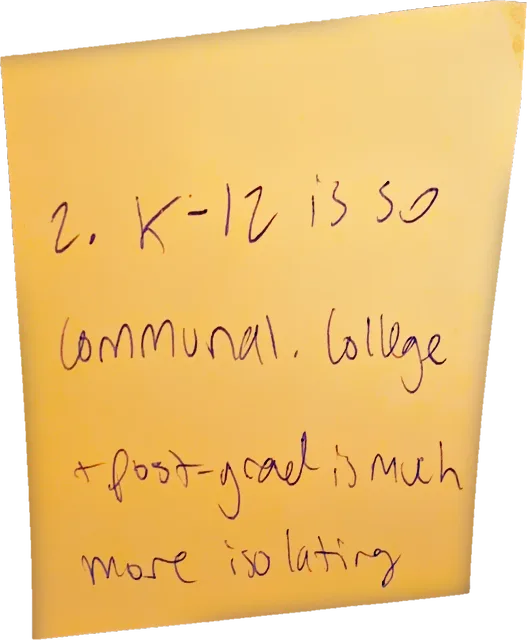 2. K-12 is so
communal. College
+ post-grad is much
more isolating